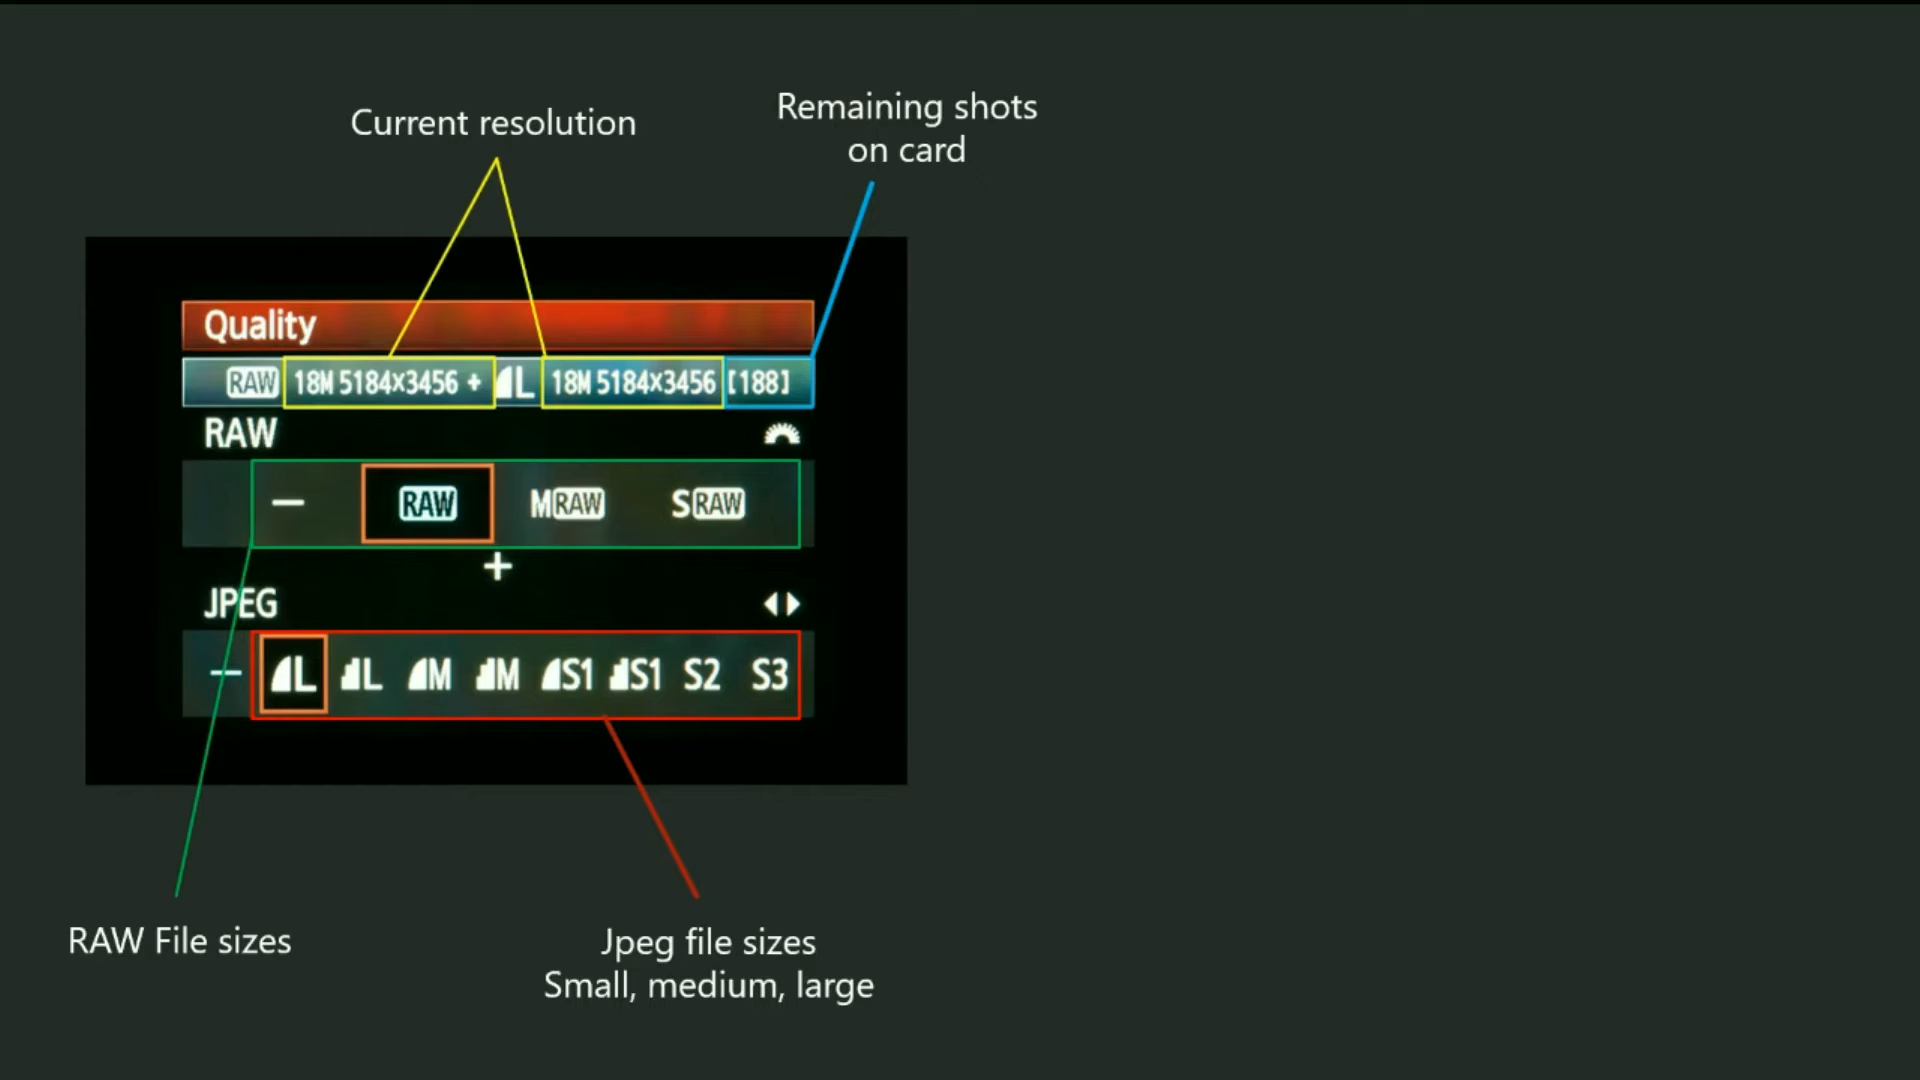 Current resolution
Remaining shots
on card
Quality
RAW 18M 5184x3456 + L 18M 5184x3456 [188]
RAW
— RAW MRAW SRAW
+
JPEG
— L L M M S1 S1 S2 S3
RAW File sizes
Jpeg file sizes
Small, medium, large